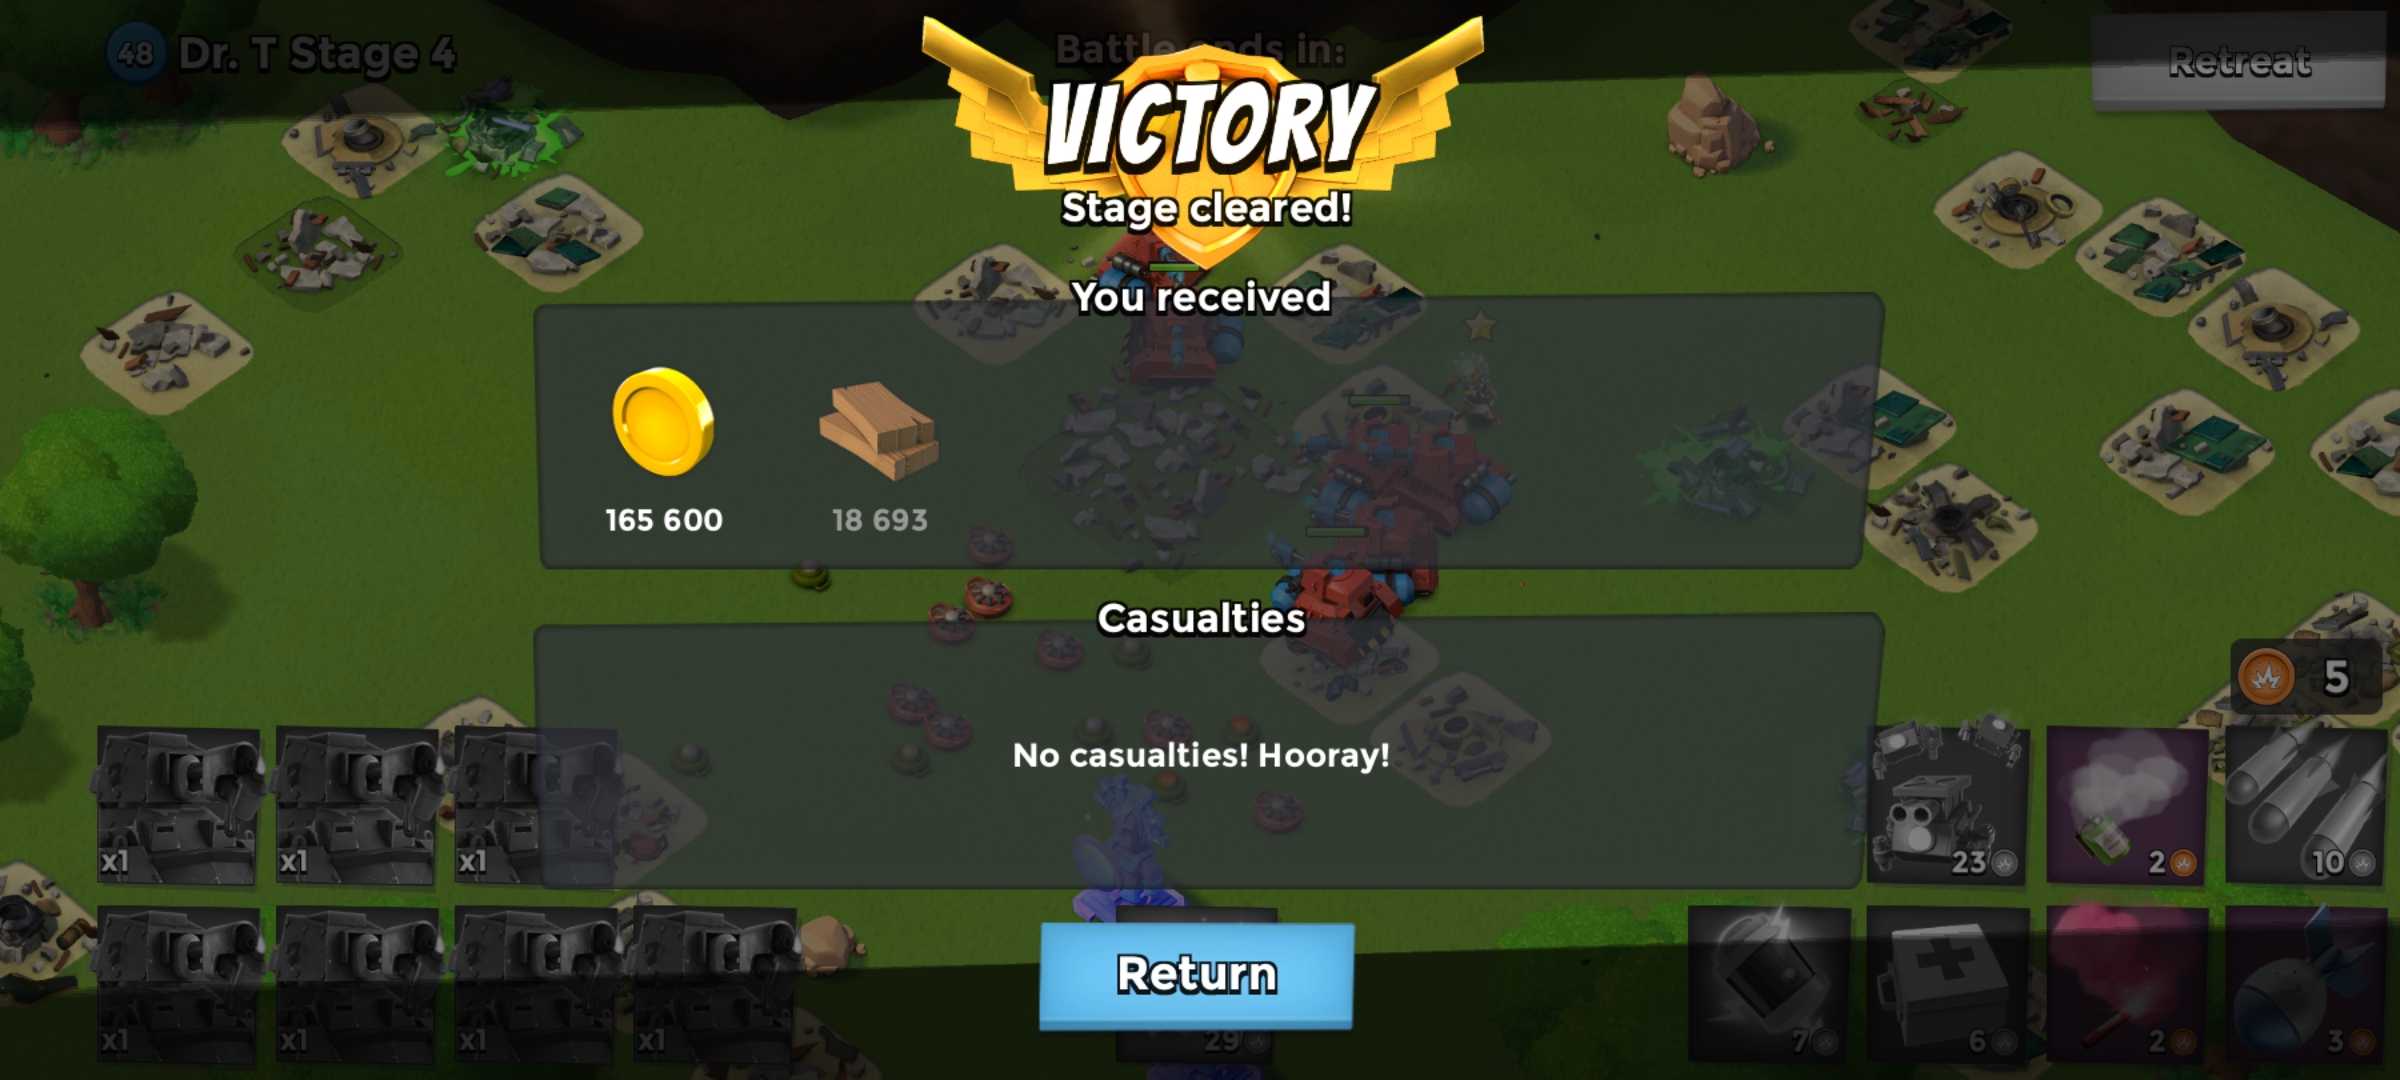 48 Dr. T Stage 4
Battle ends in:
Retreat
VICTORY
Stage cleared!
You received
165 600
18 693
Casualties
No casualties! Hooray!
5
x1
x1
x1
23
2
10
Return
x1
x1
x1
x1
29
7
6
2
3